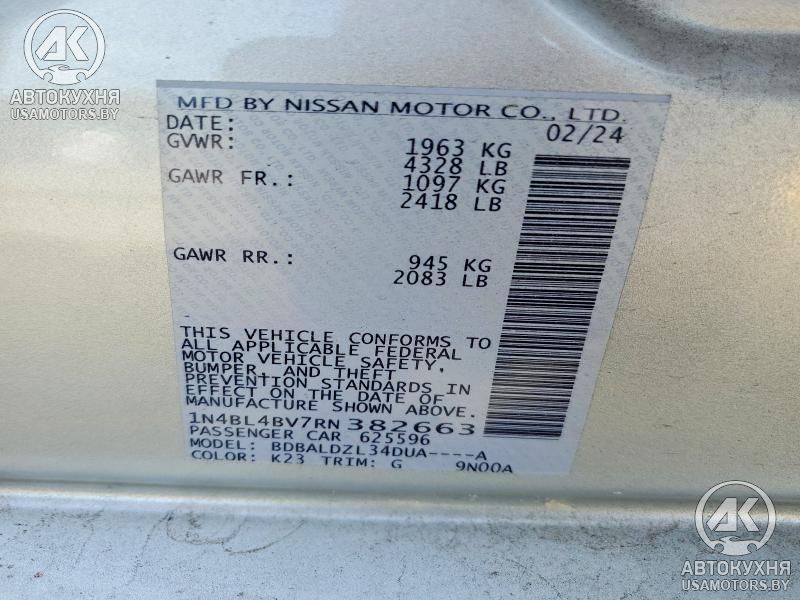 АК
АВТОКУХНЯ
USAMOTORS.BY
MFD BY NISSAN MOTOR CO., LTD.
DATE: 02/24
GVWR: 1963 KG
4328 LB
GAWR FR.: 1097 KG
2418 LB
GAWR RR.: 945 KG
2083 LB
THIS VEHICLE CONFORMS TO
ALL APPLICABLE FEDERAL
MOTOR VEHICLE SAFETY,
BUMPER, AND THEFT
PREVENTION STANDARDS IN
EFFECT ON THE DATE OF
MANUFACTURE SHOWN ABOVE.
1N4BL4BV7RN382663
PASSENGER CAR 625596
MODEL: BDBALDZL34DUA----A
COLOR: K23 TRIM: G 9N00A
АК
АВТОКУХНЯ
USAMOTORS.BY